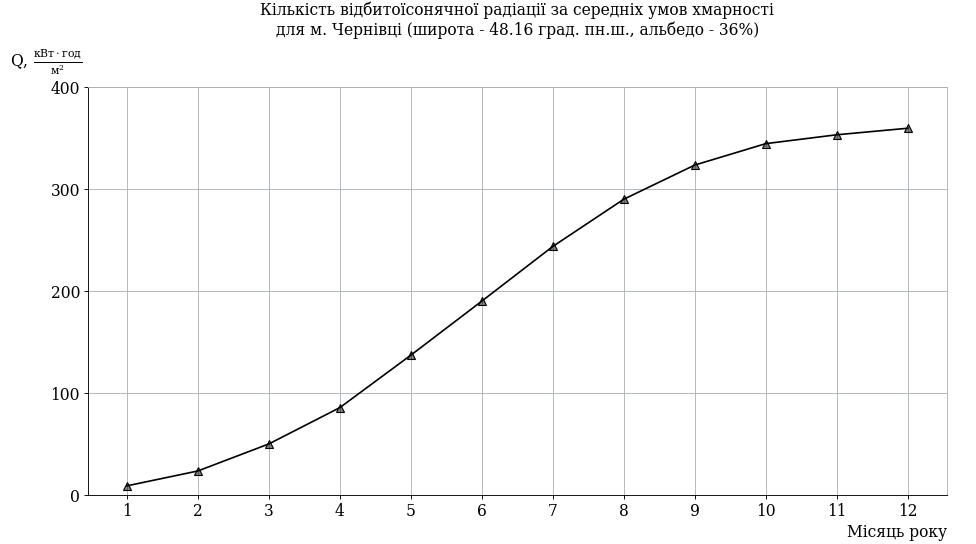 Кількість відбитоїсонячної радіації за середніх умов хмарності
для м. Чернівці (широта - 48.16 град. пн.ш., альбедо - 36%)
Q, кВт · год / м²
400
300
200
100
0
1 2 3 4 5 6 7 8 9 10 11 12
Місяць року